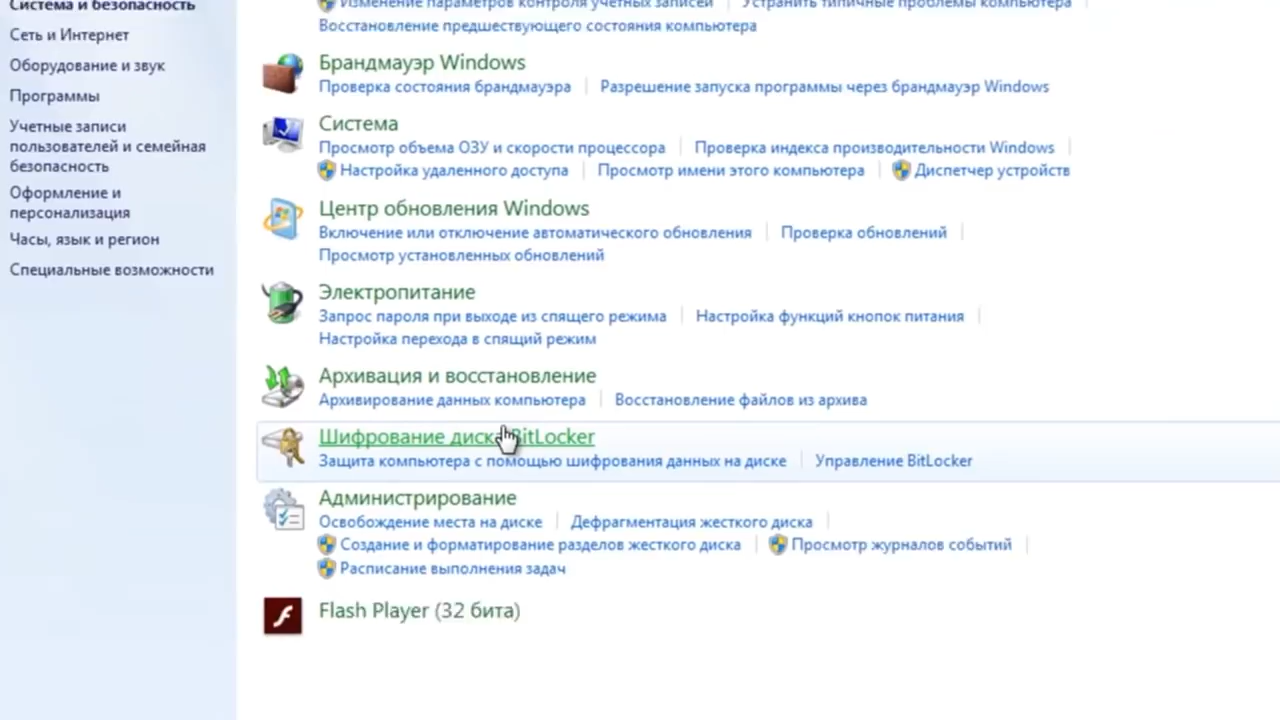 Система и безопасность
Сеть и Интернет
Оборудование и звук
Программы
Учетные записи
пользователей и семейная
безопасность
Оформление и
персонализация
Часы, язык и регион
Специальные возможности
Изменение параметров контроля учетных записей Устранить типичные проблемы компьютера
Восстановление предшествующего состояния компьютера
Брандмауэр Windows
Проверка состояния брандмауэра Разрешение запуска программы через брандмауэр Windows
Система
Просмотр объема ОЗУ и скорости процессора Проверка индекса производительности Windows
Настройка удаленного доступа Просмотр имени этого компьютера Диспетчер устройств
Центр обновления Windows
Включение или отключение автоматического обновления Проверка обновлений
Просмотр установленных обновлений
Электропитание
Запрос пароля при выходе из спящего режима Настройка функций кнопок питания
Настройка перехода в спящий режим
Архивация и восстановление
Архивирование данных компьютера Восстановление файлов из архива
Шифрование диска BitLocker
Защита компьютера с помощью шифрования данных на диске Управление BitLocker
Администрирование
Освобождение места на диске Дефрагментация жесткого диска
Создание и форматирование разделов жесткого диска Просмотр журналов событий
Расписание выполнения задач
Flash Player (32 бита)